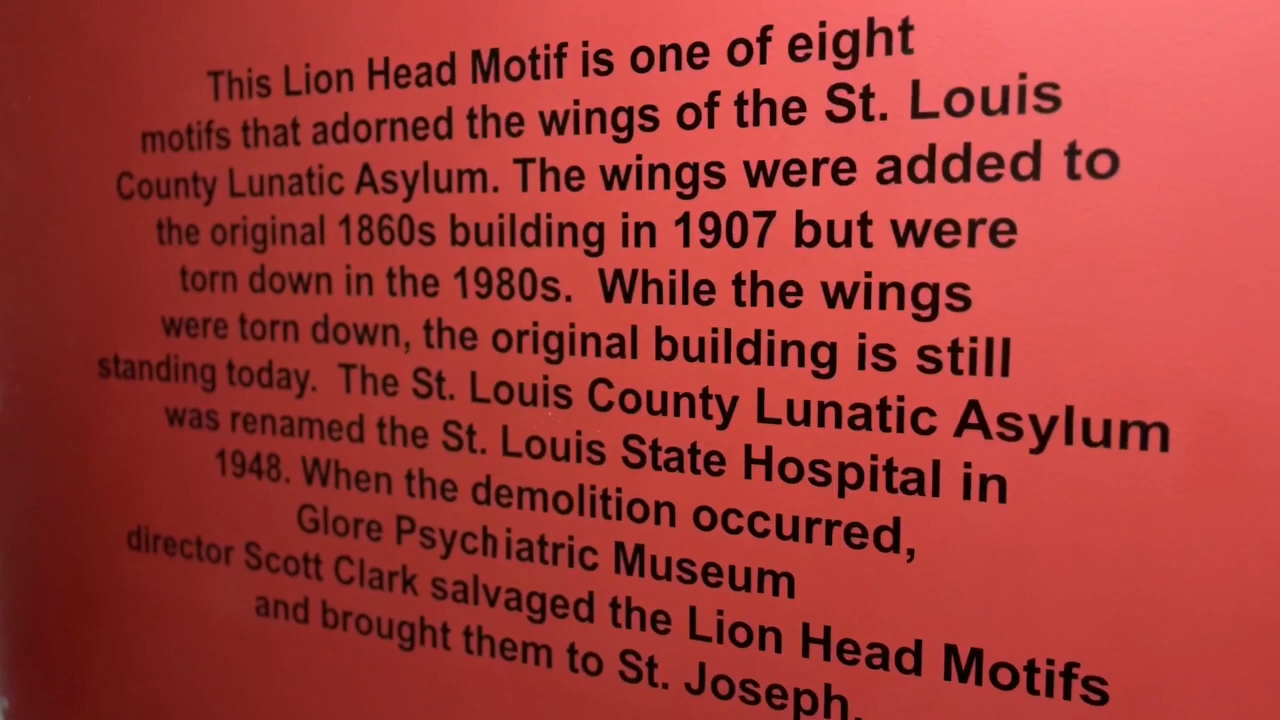 This Lion Head Motif is one of eight
motifs that adorned the wings of the St. Louis
County Lunatic Asylum. The wings were added to
the original 1860s building in 1907 but were
torn down in the 1980s. While the wings
were torn down, the original building is still
standing today. The St. Louis County Lunatic Asylum
was renamed the St. Louis State Hospital in
1948. When the demolition occurred,
Glore Psychiatric Museum
director Scott Clark salvaged the Lion Head Motifs
and brought them to St. Joseph.